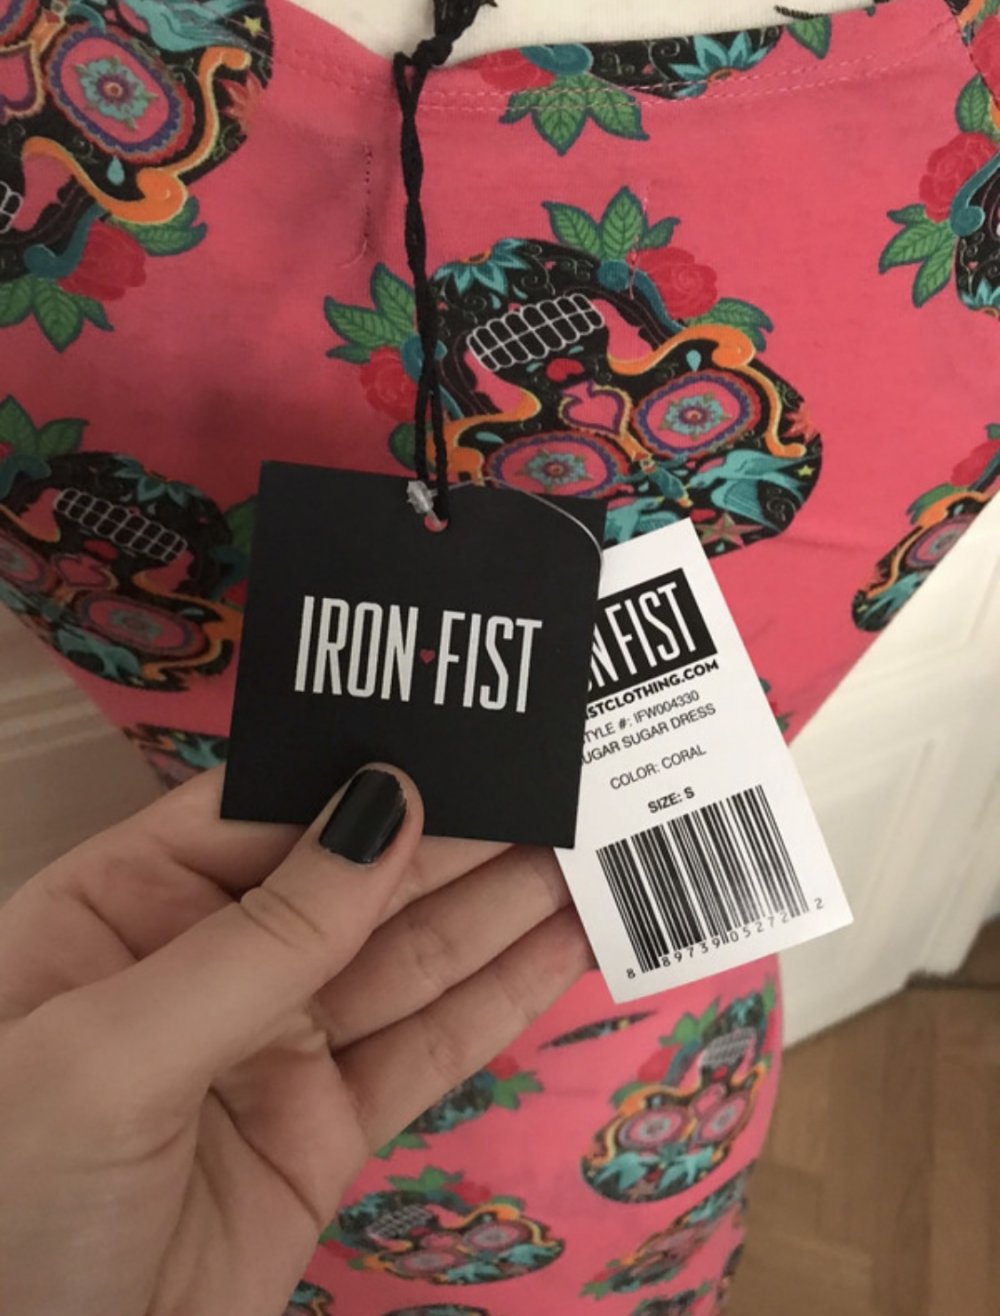 IRON FIST
N FIST
STCLOTHING.COM
TYLE #: IFW004330
UGAR SUGAR DRESS
COLOR: CORAL
SIZE: S
8 89739 05272 2